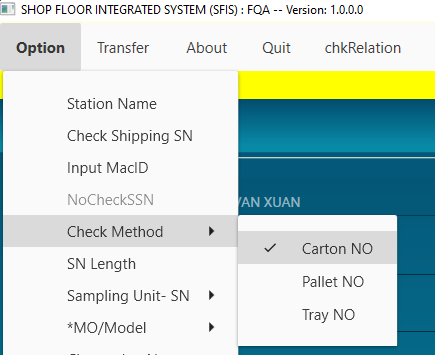 SHOP FLOOR INTEGRATED SYSTEM (SFIS) : FQA -- Version: 1.0.0.0
Option Transfer About Quit chkRelation
Station Name
Check Shipping SN
Input MacID
NoCheckSSN
VAN XUAN
Check Method
Carton NO
SN Length
Pallet NO
Sampling Unit- SN
Tray NO
*MO/Model